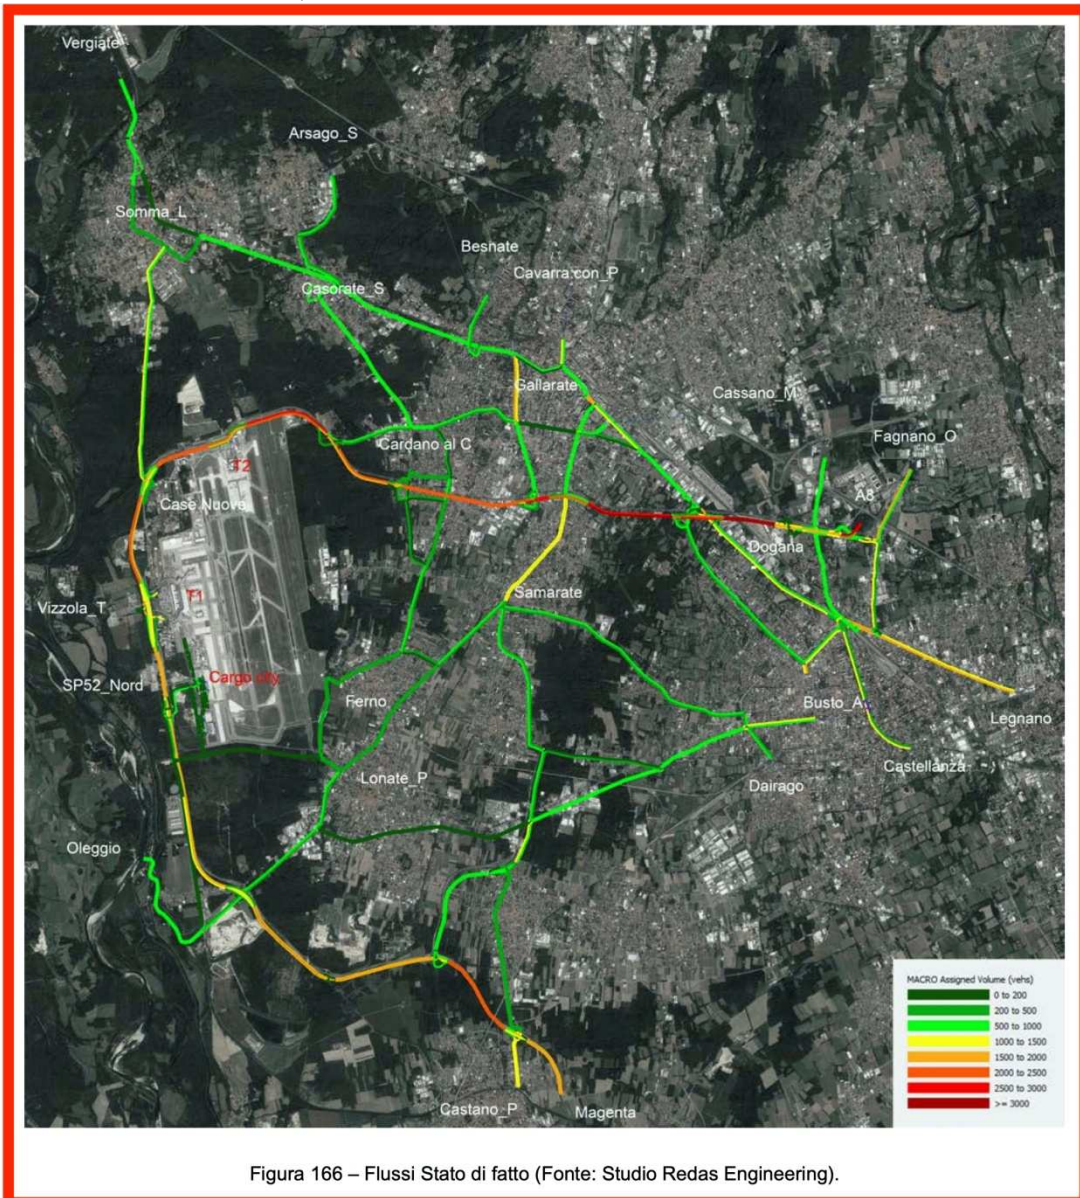 Vergiate
Arsago_S
Somma_L
Besnate
Cavarra con_P
Casorate_S
Gallarate
Cassano_M
Cardano al C
Fagnano_O
T2
A8
Case Nuove
Dogana
T1
Samarate
Vizzola_T
Cargo city
SP52_Nord
Ferno
Busto_A
Legnano
Castellanza
Lonate_P
Dairago
Oleggio
Castano_P
Magenta
MACRO Assigned Volume (vehs)
0 to 200
200 to 500
500 to 1000
1000 to 1500
1500 to 2000
2000 to 2500
2500 to 3000
>= 3000
Figura 166 – Flussi Stato di fatto (Fonte: Studio Redas Engineering).